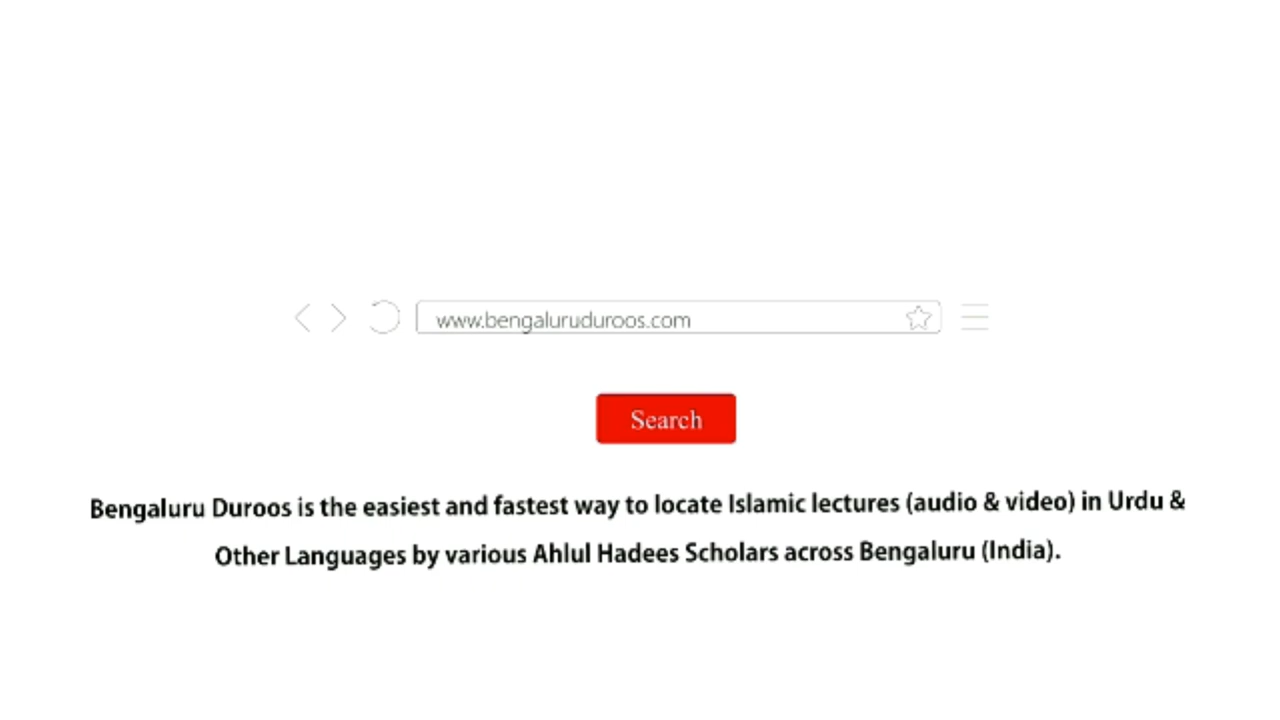 www.bengaluruduroos.com
Search
Bengaluru Duroos is the easiest and fastest way to locate Islamic lectures (audio & video) in Urdu &
Other Languages by various Ahlul Hadees Scholars across Bengaluru (India).